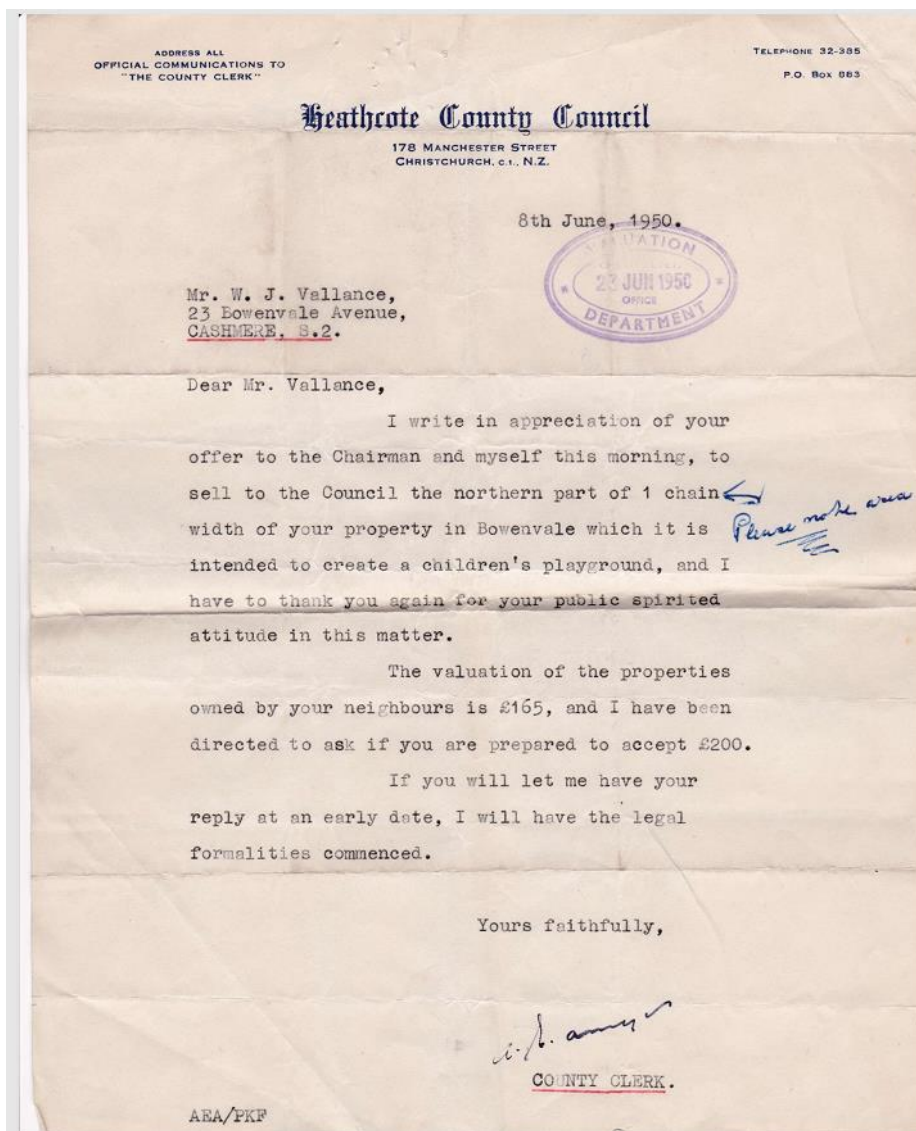 ADDRESS ALL
OFFICIAL COMMUNICATIONS TO
"THE COUNTY CLERK"
TELEPHONE 32-385
P.O. BOX 883
Heathcote County Council
178 MANCHESTER STREET
CHRISTCHURCH, C.1., N.Z.
8th June, 1950.
VALUATION
23 JUN 1950
OFFICE
DEPARTMENT
Mr. W. J. Vallance,
23 Bowenvale Avenue,
CASHMERE, S.2.
Dear Mr. Vallance,
I write in appreciation of your
offer to the Chairman and myself this morning, to
sell to the Council the northern part of 1 chain
width of your property in Bowenvale which it is
Please note area
intended to create a children's playground, and I
have to thank you again for your public spirited
attitude in this matter.
The valuation of the properties
owned by your neighbours is £165, and I have been
directed to ask if you are prepared to accept £200.
If you will let me have your
reply at an early date, I will have the legal
formalities commenced.
Yours faithfully,
COUNTY CLERK.
AEA/PKF